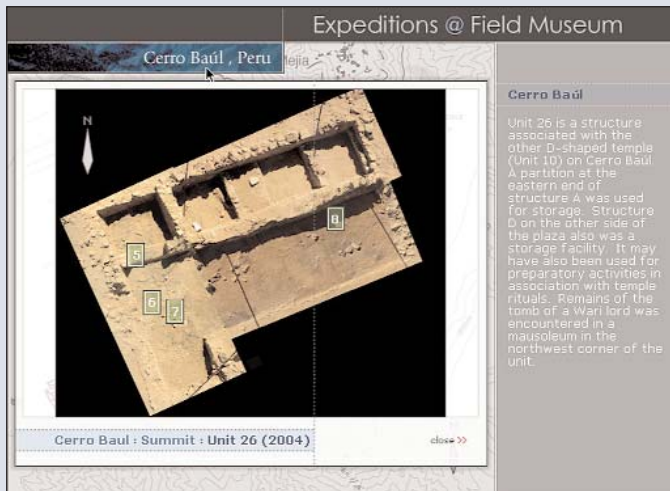 Expeditions @ Field Museum
Cerro Baúl , Peru
Mejia
N
5
6
7
8
Cerro Baul : Summit : Unit 26 (2004)
close >>
Cerro Baúl
Unit 26 is a structure
associated with the
other D-shaped temple
(Unit 10) on Cerro Baúl.
A partition at the
eastern end of
structure A was used
for storage. Structure
D on the other side of
the plaza also was a
storage facility. It may
have also been used for
preparatory activities in
association with temple
rituals. Remains of the
tomb of a Wari lord was
encountered in a
mausoleum in the
northwest corner of the
unit.